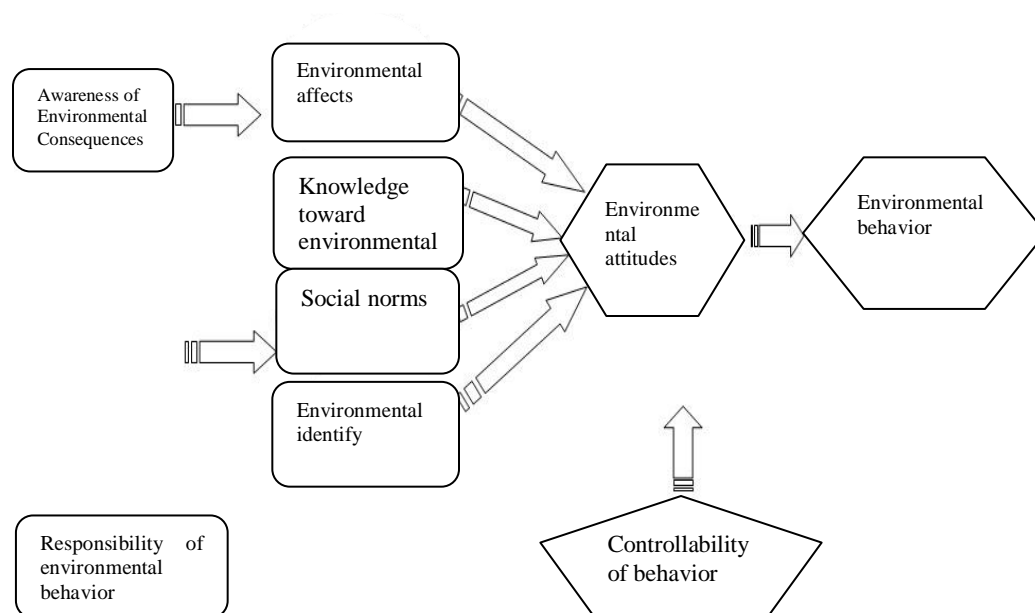 Awareness of
Environmental
Consequences
Environmental
affects
Knowledge
toward
environmental
Social norms
Environmental
identify
Environme
ntal
attitudes
Environmental
behavior
Responsibility of
environmental
behavior
Controllability
of behavior